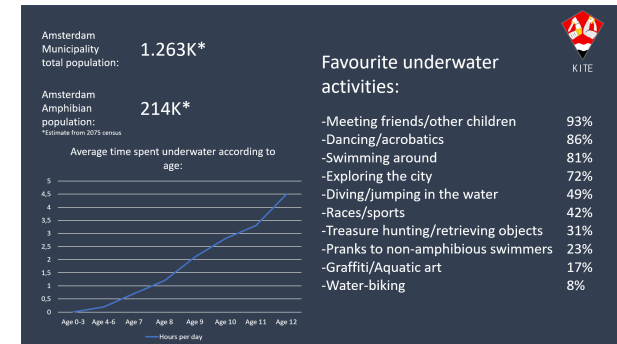 Amsterdam
Municipality
total population:
1.263K*
Amsterdam
Amphibian
population:
*Estimate from 2075 census
214K*
Average time spent underwater according to
age:
5
4,5
4
3,5
3
2,5
2
1,5
1
0,5
0
Age 0-3 Age 4-6 Age 7 Age 8 Age 9 Age 10 Age 11 Age 12
Hours per day
KITE
Favourite underwater
activities:
-Meeting friends/other children 93%
-Dancing/acrobatics 86%
-Swimming around 81%
-Exploring the city 72%
-Diving/jumping in the water 49%
-Races/sports 42%
-Treasure hunting/retrieving objects 31%
-Pranks to non-amphibious swimmers 23%
-Graffiti/Aquatic art 17%
-Water-biking 8%